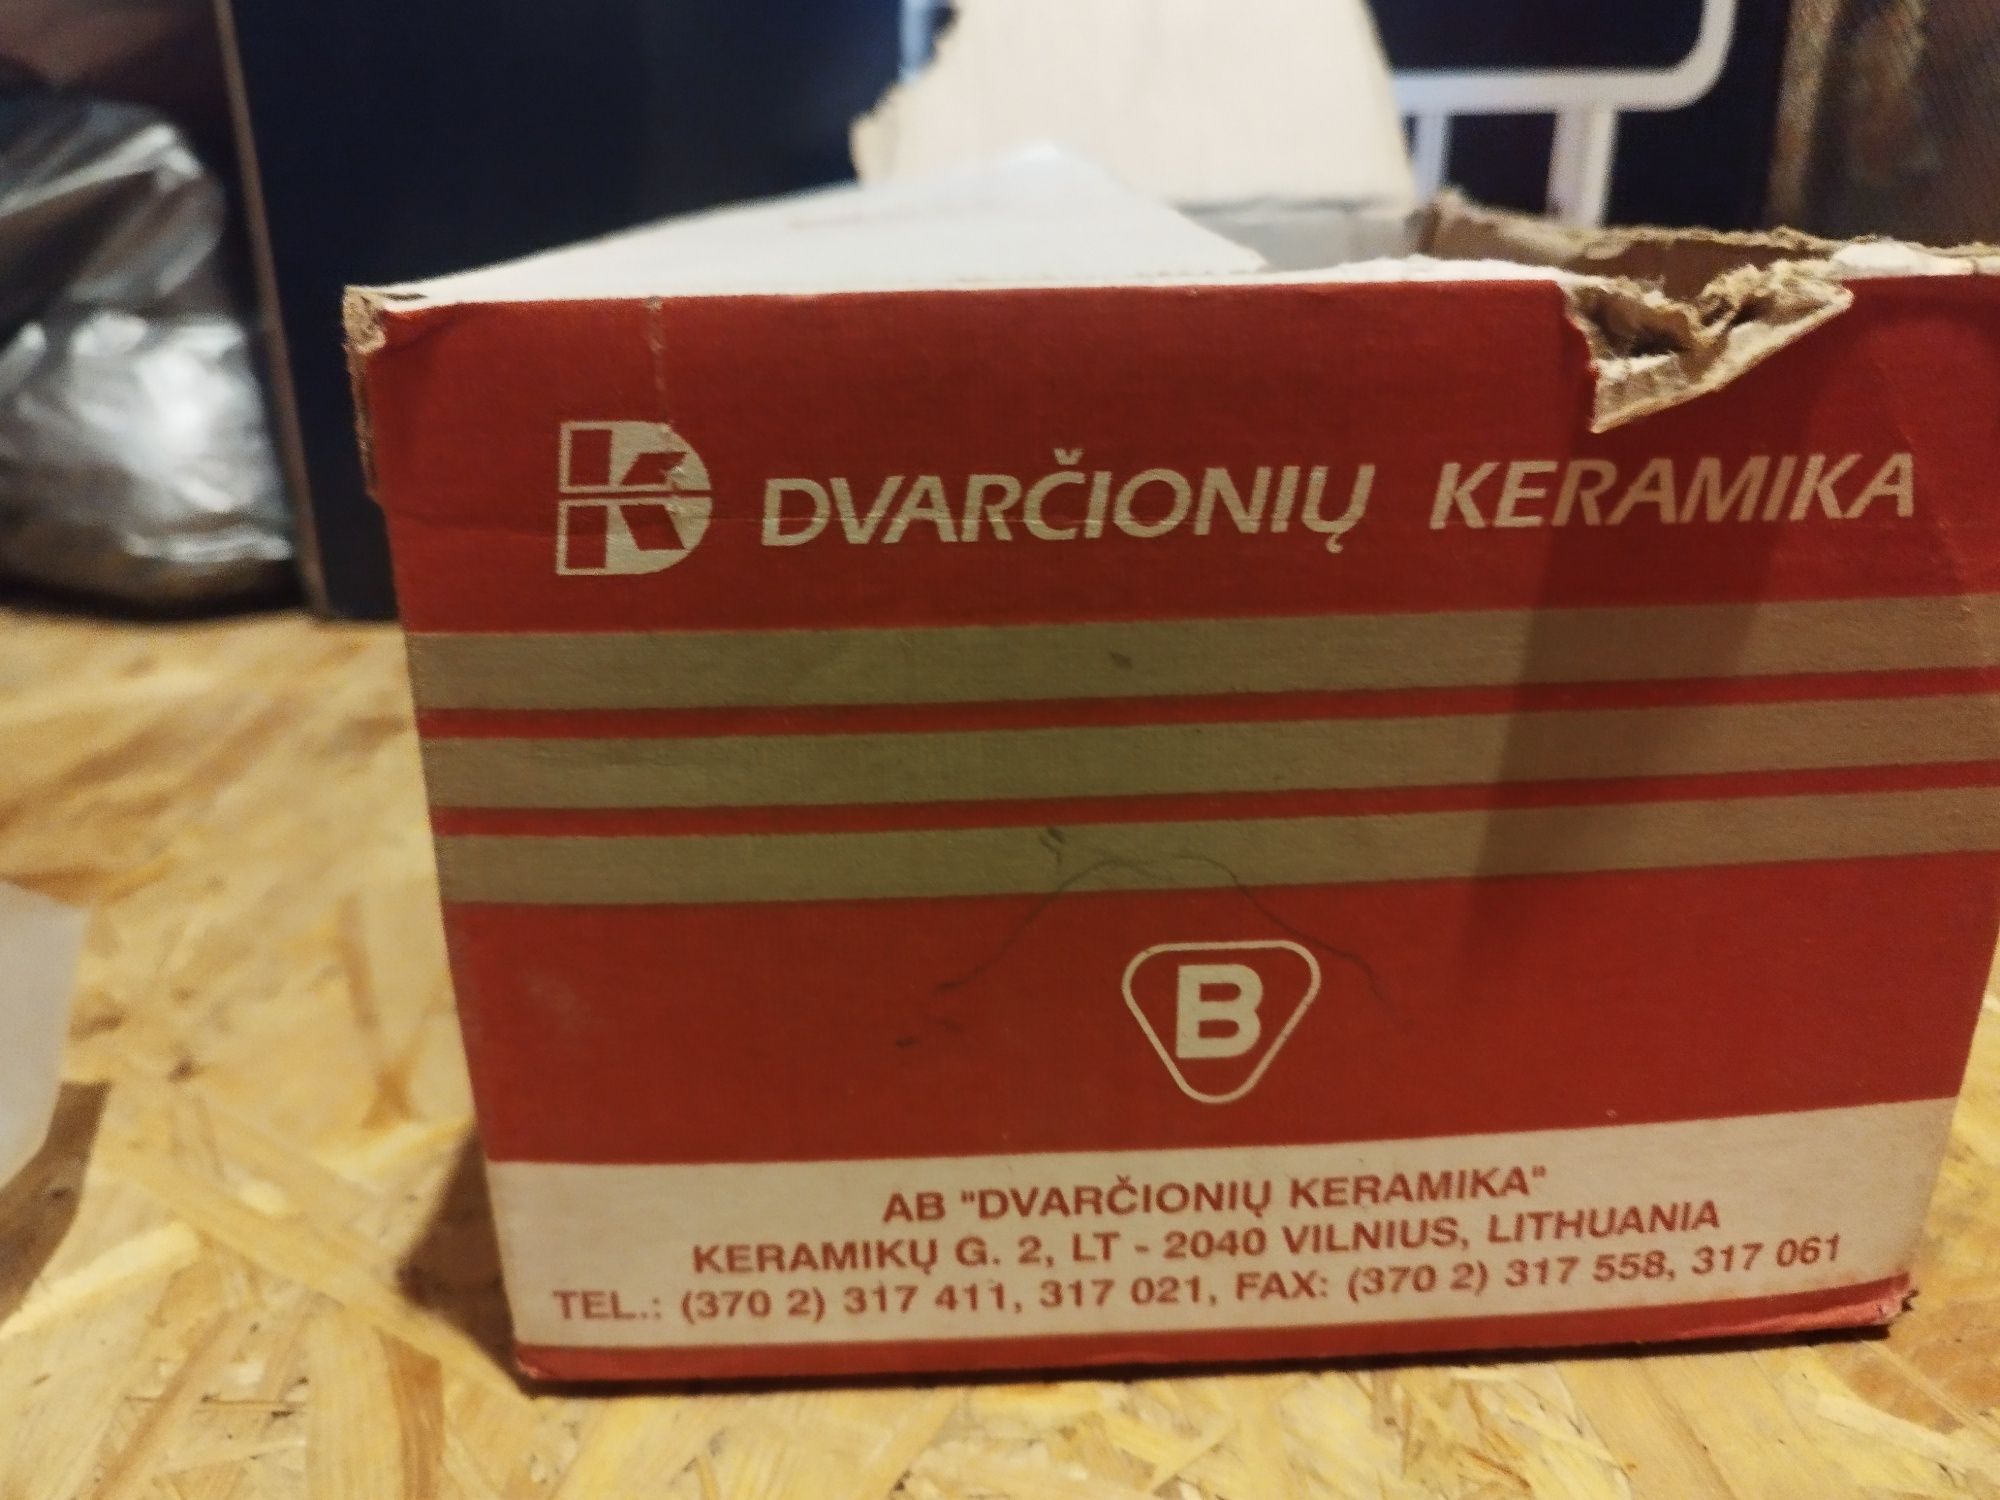 DK DVARČIONIŲ KERAMIKA
B
AB "DVARČIONIŲ KERAMIKA"
KERAMIKŲ G. 2, LT - 2040 VILNIUS, LITHUANIA
TEL.: (370 2) 317 411, 317 021, FAX: (370 2) 317 558, 317 061